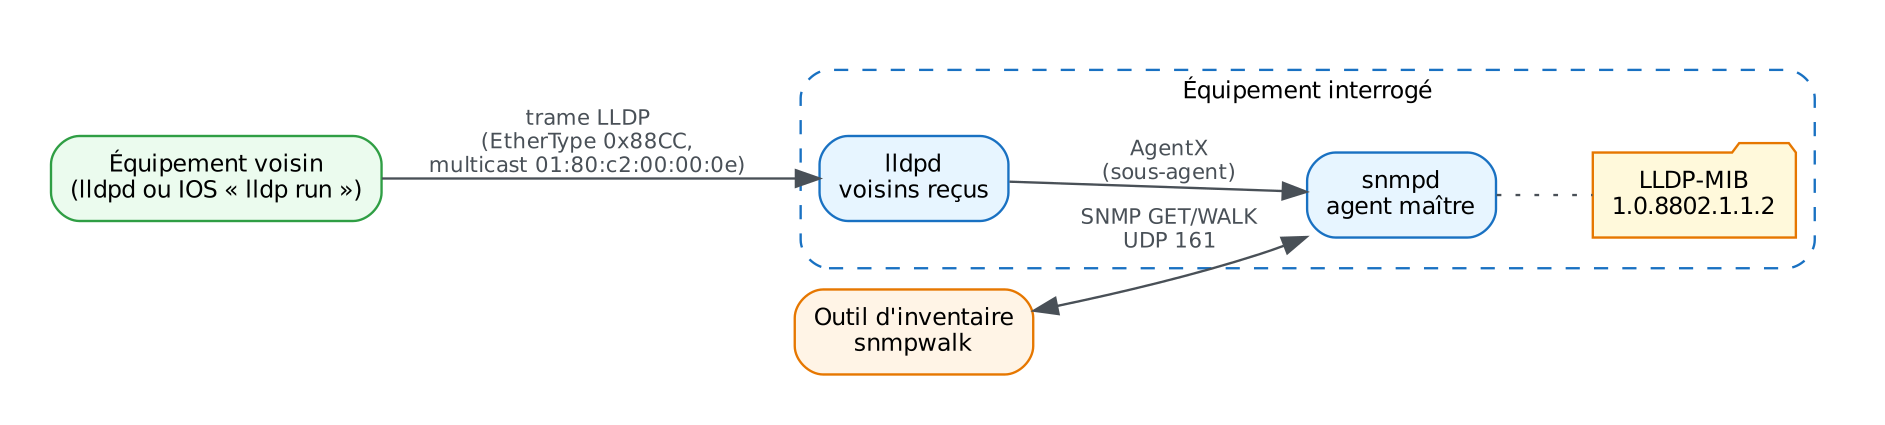 Équipement interrogé
trame LLDP
(EtherType 0x88CC,
multicast 01:80:c2:00:00:0e)
Équipement voisin
(lldpd ou IOS « lldp run »)
lldpd
voisins reçus
AgentX
(sous-agent)
snmpd
agent maître
LLDP-MIB
1.0.8802.1.1.2
SNMP GET/WALK
UDP 161
Outil d'inventaire
snmpwalk